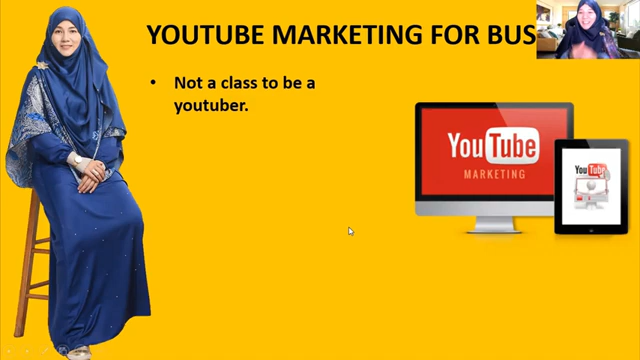 YOUTUBE MARKETING FOR BUS
• Not a class to be a
youtuber.
YouTube
MARKETING
YouTube